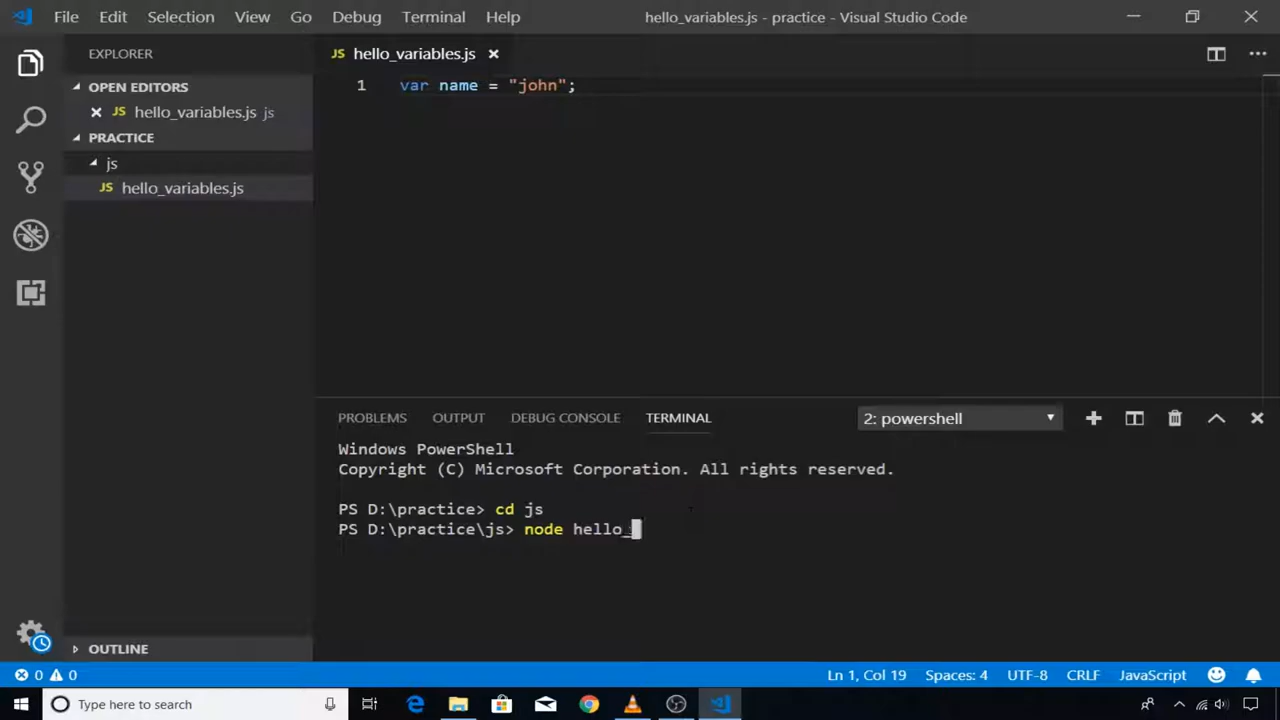 File Edit Selection View Go Debug Terminal Help hello_variables.js - practice - Visual Studio Code
EXPLORER
OPEN EDITORS
JS hello_variables.js js
PRACTICE
js
JS hello_variables.js
OUTLINE
JS hello_variables.js
1 var name = "john";
PROBLEMS OUTPUT DEBUG CONSOLE TERMINAL 2: powershell
Windows PowerShell
Copyright (C) Microsoft Corporation. All rights reserved.
PS D:\practice> cd js
PS D:\practice\js> node hello_
0 0 Ln 1, Col 19 Spaces: 4 UTF-8 CRLF JavaScript
Type here to search